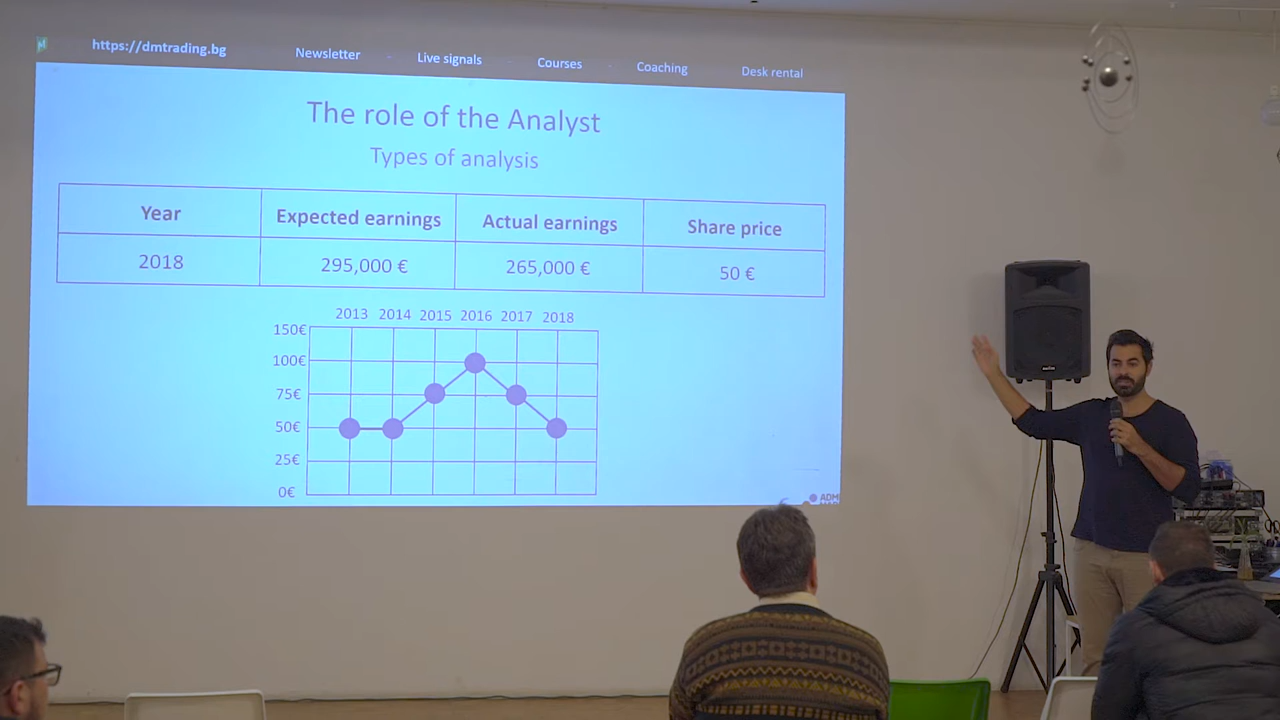 https://dmtrading.bg Newsletter - Live signals - Courses - Coaching Desk rental
The role of the Analyst
Types of analysis
Year Expected earnings Actual earnings Share price
2018 295,000 € 265,000 € 50 €
2013 2014 2015 2016 2017 2018
150€
100€
75€
50€
25€
0€
ADM